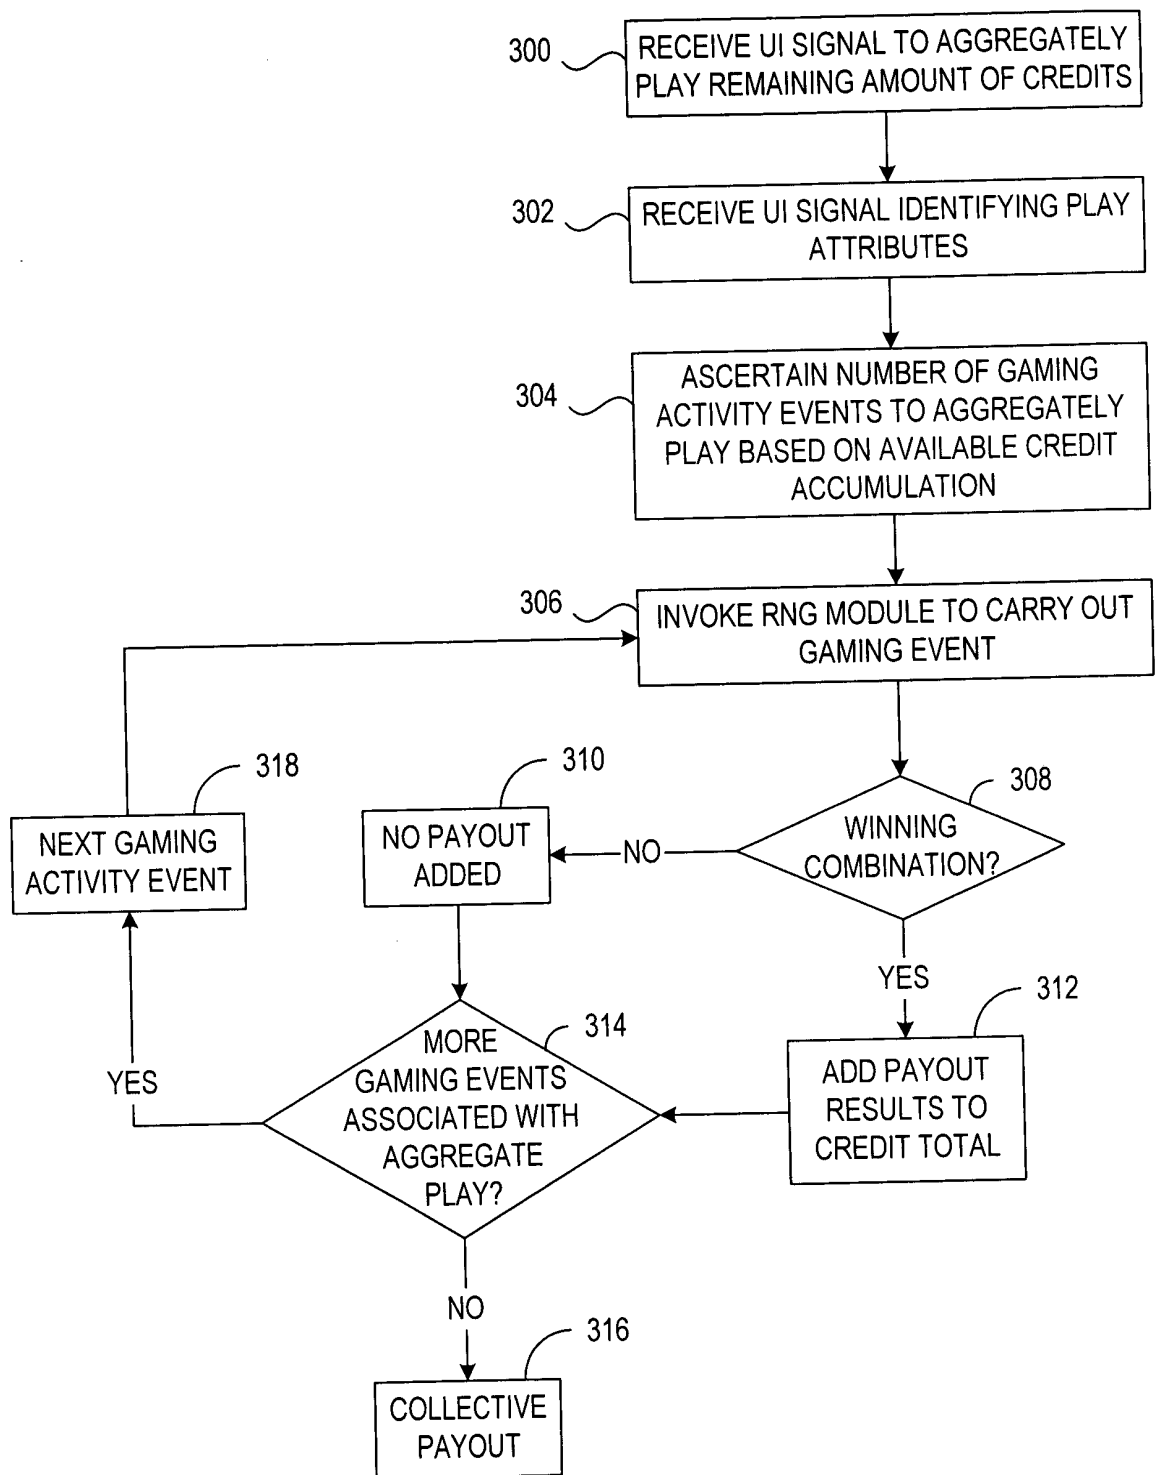 300
RECEIVE UI SIGNAL TO AGGREGATELY
PLAY REMAINING AMOUNT OF CREDITS
302
RECEIVE UI SIGNAL IDENTIFYING PLAY
ATTRIBUTES
304
ASCERTAIN NUMBER OF GAMING
ACTIVITY EVENTS TO AGGREGATELY
PLAY BASED ON AVAILABLE CREDIT
ACCUMULATION
306
INVOKE RNG MODULE TO CARRY OUT
GAMING EVENT
308
WINNING
COMBINATION?
NO
310
NO PAYOUT
ADDED
318
NEXT GAMING
ACTIVITY EVENT
YES
312
ADD PAYOUT
RESULTS TO
CREDIT TOTAL
314
MORE
GAMING EVENTS
ASSOCIATED WITH
AGGREGATE
PLAY?
YES
NO
316
COLLECTIVE
PAYOUT